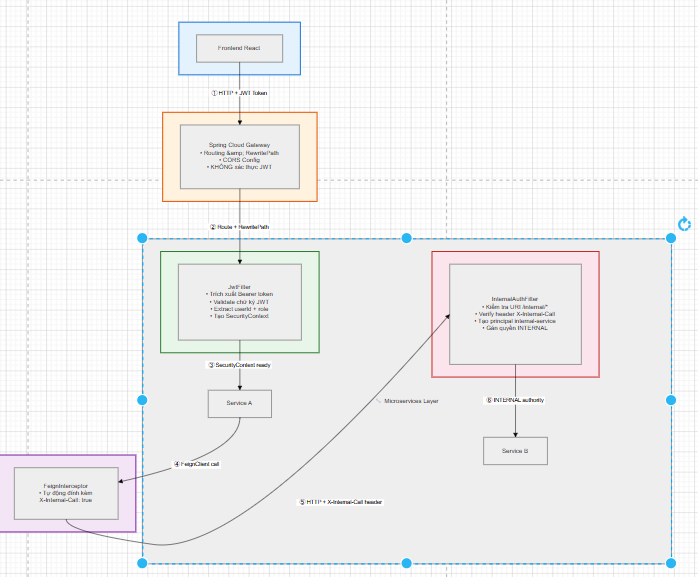 Frontend React
① HTTP + JWT token
Spring Cloud Gateway
• Routing &amp; RewritePath
• CORS Config
• KHÔNG xác thực JWT
② Route + RewritePath
JwtFilter
• Trích xuất Bearer token
• Validate chữ ký JWT
• Extract userId + role
• Tạo SecurityContext
InternalAuthFilter
• Kiểm tra URI /internal/*
• Verify header X-Internal-Call
• Tạo principal internal-service
• Gán quyền INTERNAL
③ SecurityContext ready
Service A
Microservices Layer
⑥ INTERNAL authority
Service B
④ FeignClient call
FeignInterceptor
• Tự động đính kèm
X-Internal-Call: true
⑤ HTTP + X-Internal-Call header